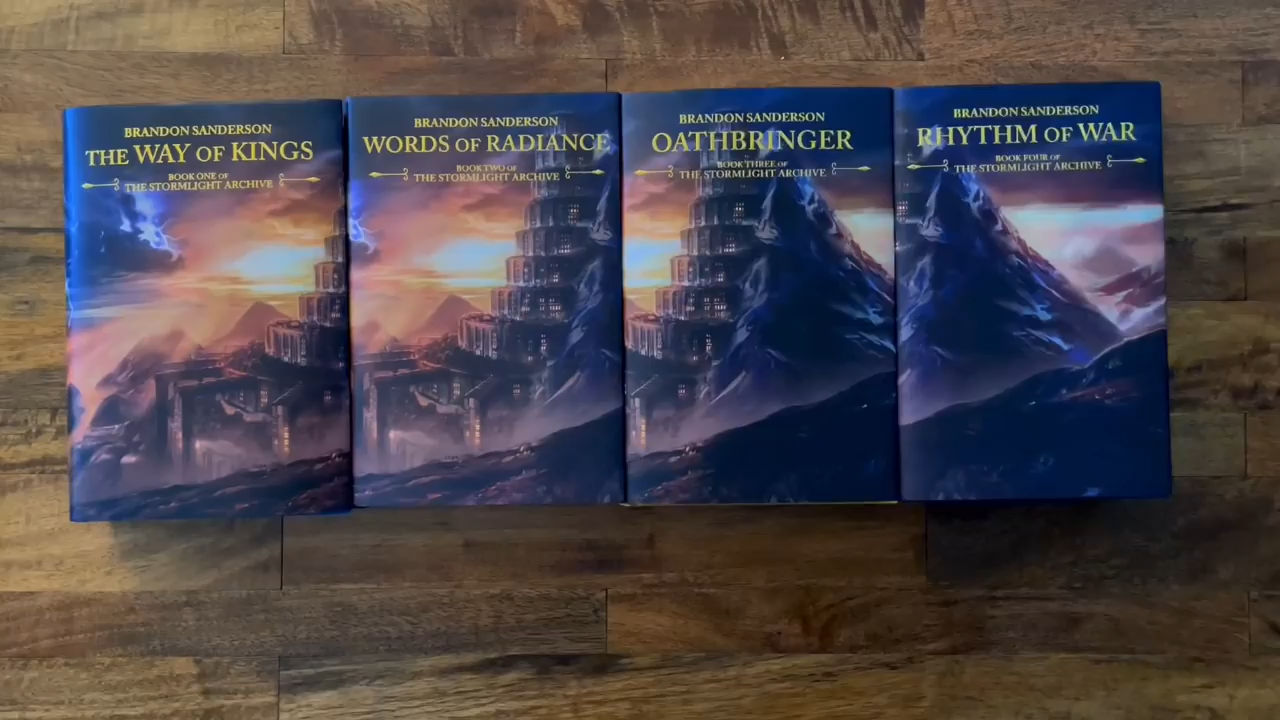 BRANDON SANDERSON
THE WAY OF KINGS
BOOK ONE OF
THE STORMLIGHT ARCHIVE
BRANDON SANDERSON
WORDS OF RADIANCE
BOOK TWO OF
THE STORMLIGHT ARCHIVE
BRANDON SANDERSON
OATHBRINGER
BOOK THREE OF
THE STORMLIGHT ARCHIVE
BRANDON SANDERSON
RHYTHM OF WAR
BOOK FOUR OF
THE STORMLIGHT ARCHIVE